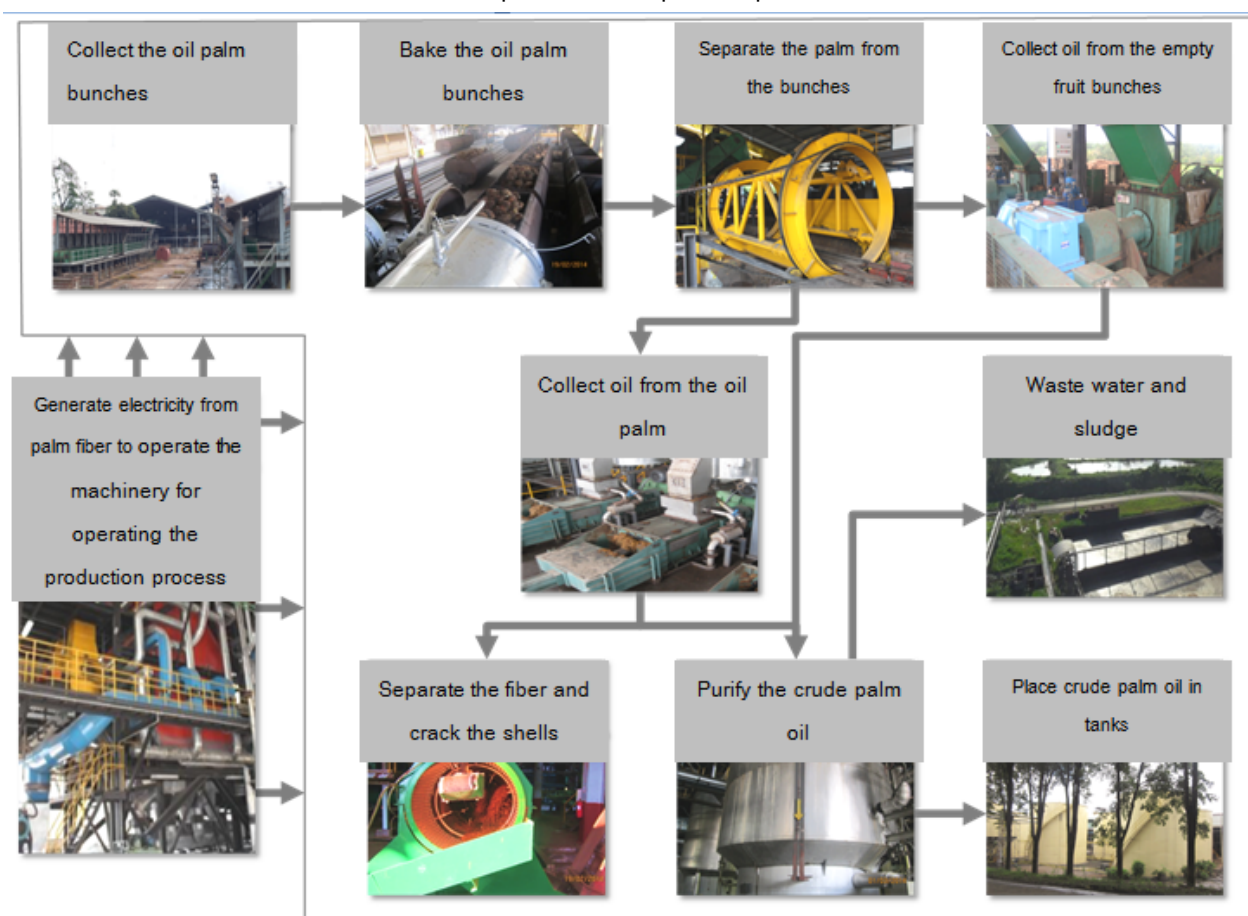 Collect the oil palm
bunches
Bake the oil palm
bunches
Separate the palm from
the bunches
Collect oil from the empty
fruit bunches
Generate electricity from
palm fiber to operate the
machinery for
operating the
production process
Collect oil from the oil
palm
Waste water and
sludge
Separate the fiber and
crack the shells
Purify the crude palm
oil
Place crude palm oil in
tanks